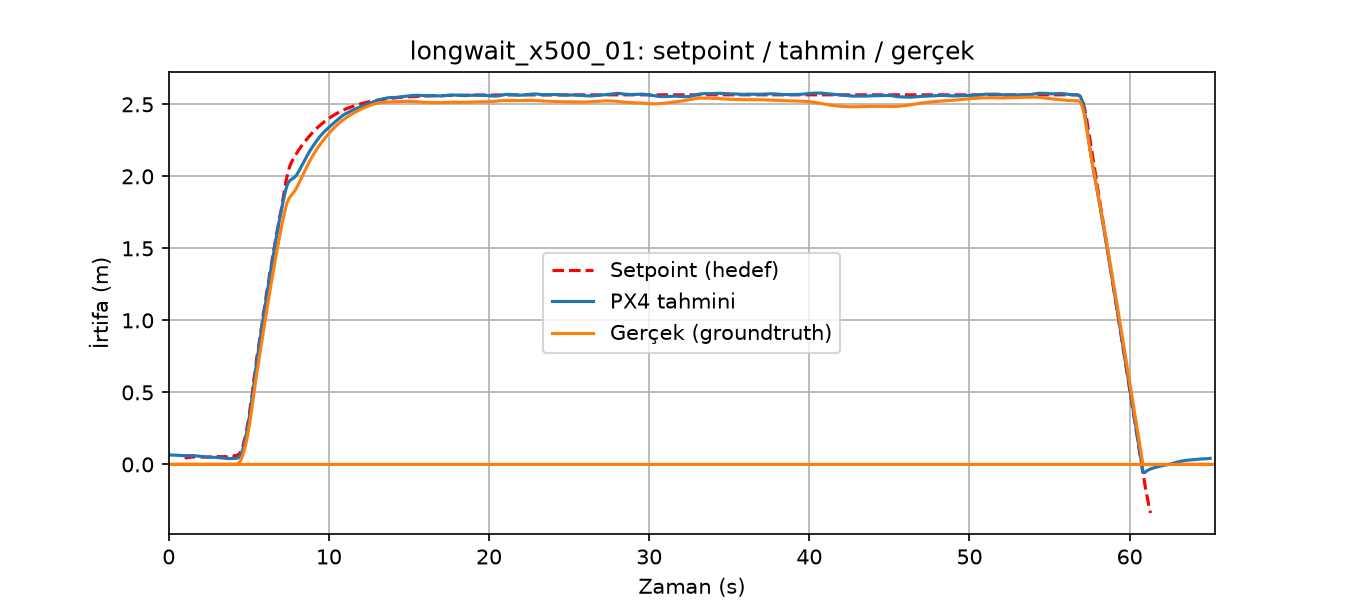 longwait_x500_01: setpoint / tahmin / gerçek
İrtifa (m)
2.5
2.0
1.5
1.0
0.5
0.0
Setpoint (hedef)
PX4 tahmini
Gerçek (groundtruth)
0 10 20 30 40 50 60
Zaman (s)